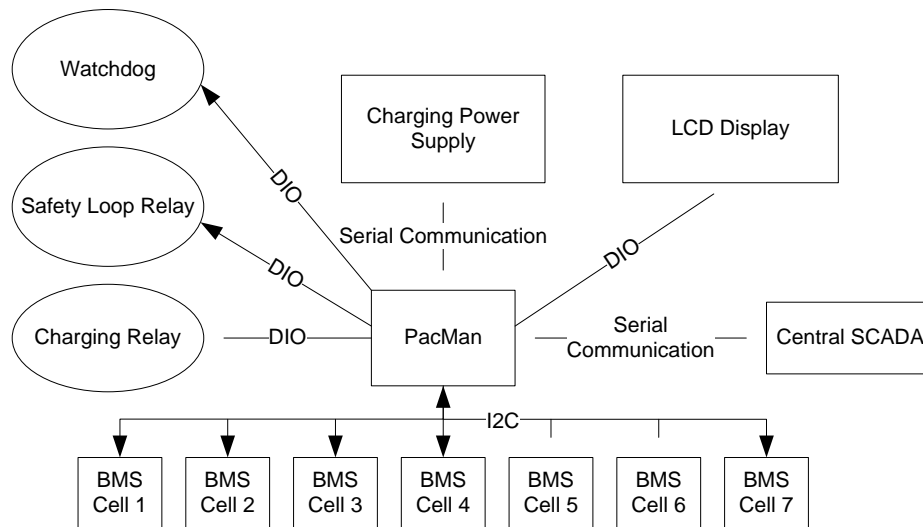 Watchdog
Charging Power
Supply
LCD Display
DIO
Safety Loop Relay
Serial Communication
DIO
DIO
Charging Relay
DIO
PacMan
Serial
Communication
Central SCADA
I2C
BMS
Cell 1
BMS
Cell 2
BMS
Cell 3
BMS
Cell 4
BMS
Cell 5
BMS
Cell 6
BMS
Cell 7